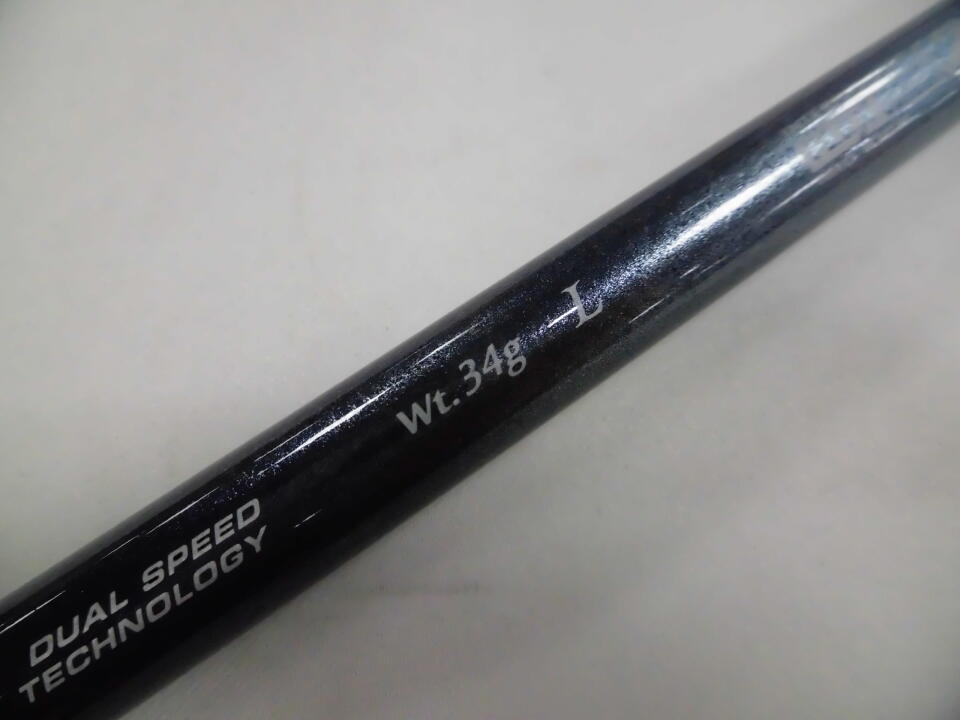 DUAL SPEED
TECHNOLOGY
Wt. 34g L